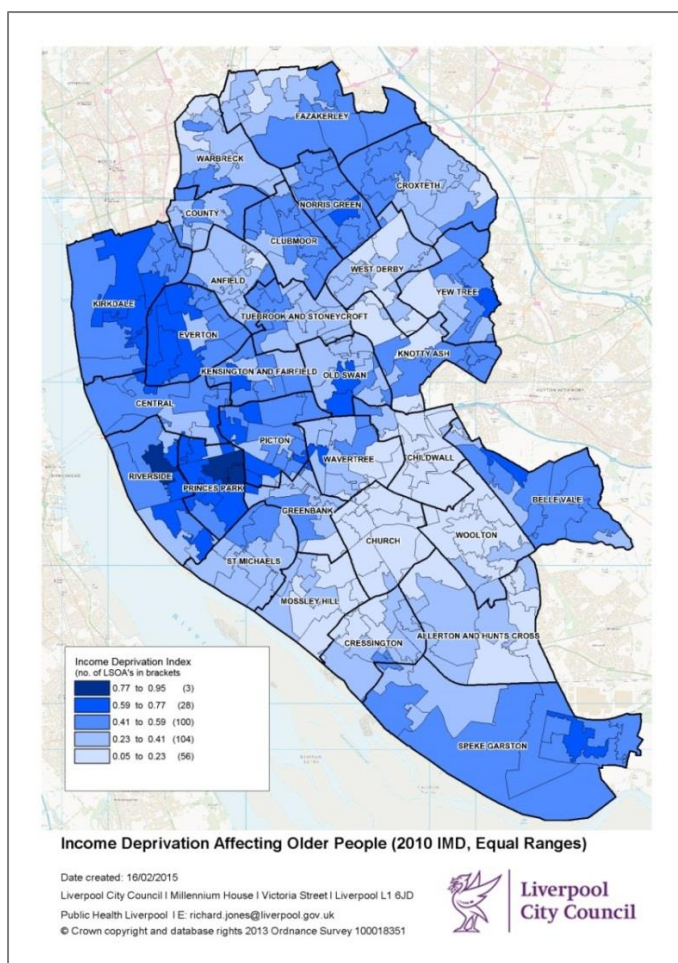 FAZAKERLEY
WARBRECK
CROXTETH
NORRIS GREEN
COUNTY
CLUBMOOR
WEST DERBY
ANFIELD
YEW TREE
KIRKDALE
TUEBROOK AND STONEYCROFT
EVERTON
KNOTTY ASH
KENSINGTON AND FAIRFIELD
OLD SWAN
CENTRAL
PICTON
WAVERTREE
CHILDWALL
RIVERSIDE
PRINCES PARK
BELLE VALE
GREENBANK
CHURCH
WOOLTON
ST MICHAELS
MOSSLEY HILL
ALLERTON AND HUNTS CROSS
CRESSINGTON
SPEKE GARSTON
Income Deprivation Index
(no. of LSOA's in brackets
0.77 to 0.95 (3)
0.59 to 0.77 (28)
0.41 to 0.59 (100)
0.23 to 0.41 (104)
0.05 to 0.23 (56)
Income Deprivation Affecting Older People (2010 IMD, Equal Ranges)
Date created: 16/02/2015
Liverpool City Council I Millennium House I Victoria Street I Liverpool L1 6JD
Public Health Liverpool I E: richard.jones@liverpool.gov.uk
© Crown copyright and database rights 2013 Ordnance Survey 100018351
Liverpool
City Council